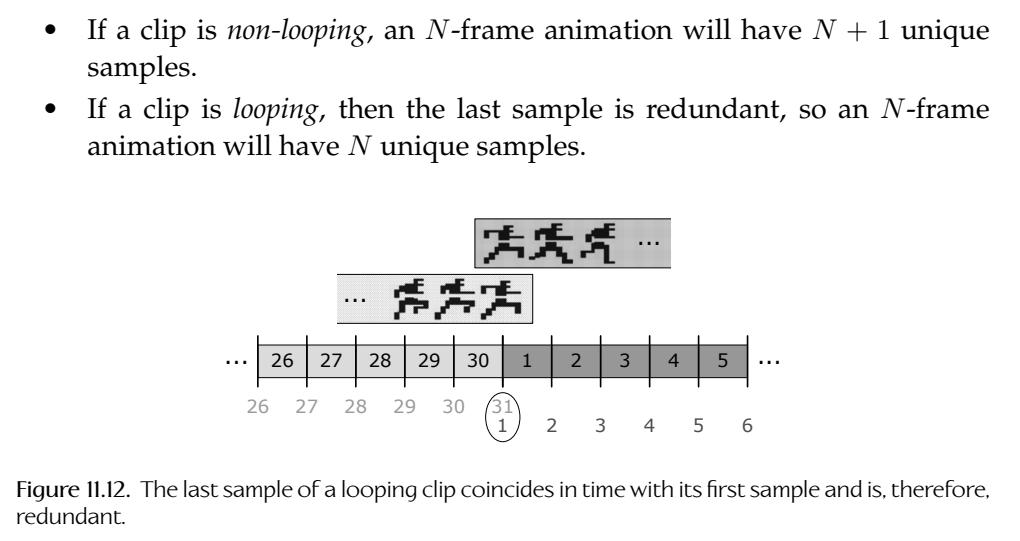 • If a clip is non-looping, an N-frame animation will have N + 1 unique
samples.
• If a clip is looping, then the last sample is redundant, so an N-frame
animation will have N unique samples.
...
...
... 26 27 28 29 30 1 2 3 4 5 ...
26 27 28 29 30 31
1 2 3 4 5 6
Figure 11.12. The last sample of a looping clip coincides in time with its first sample and is, therefore,
redundant.